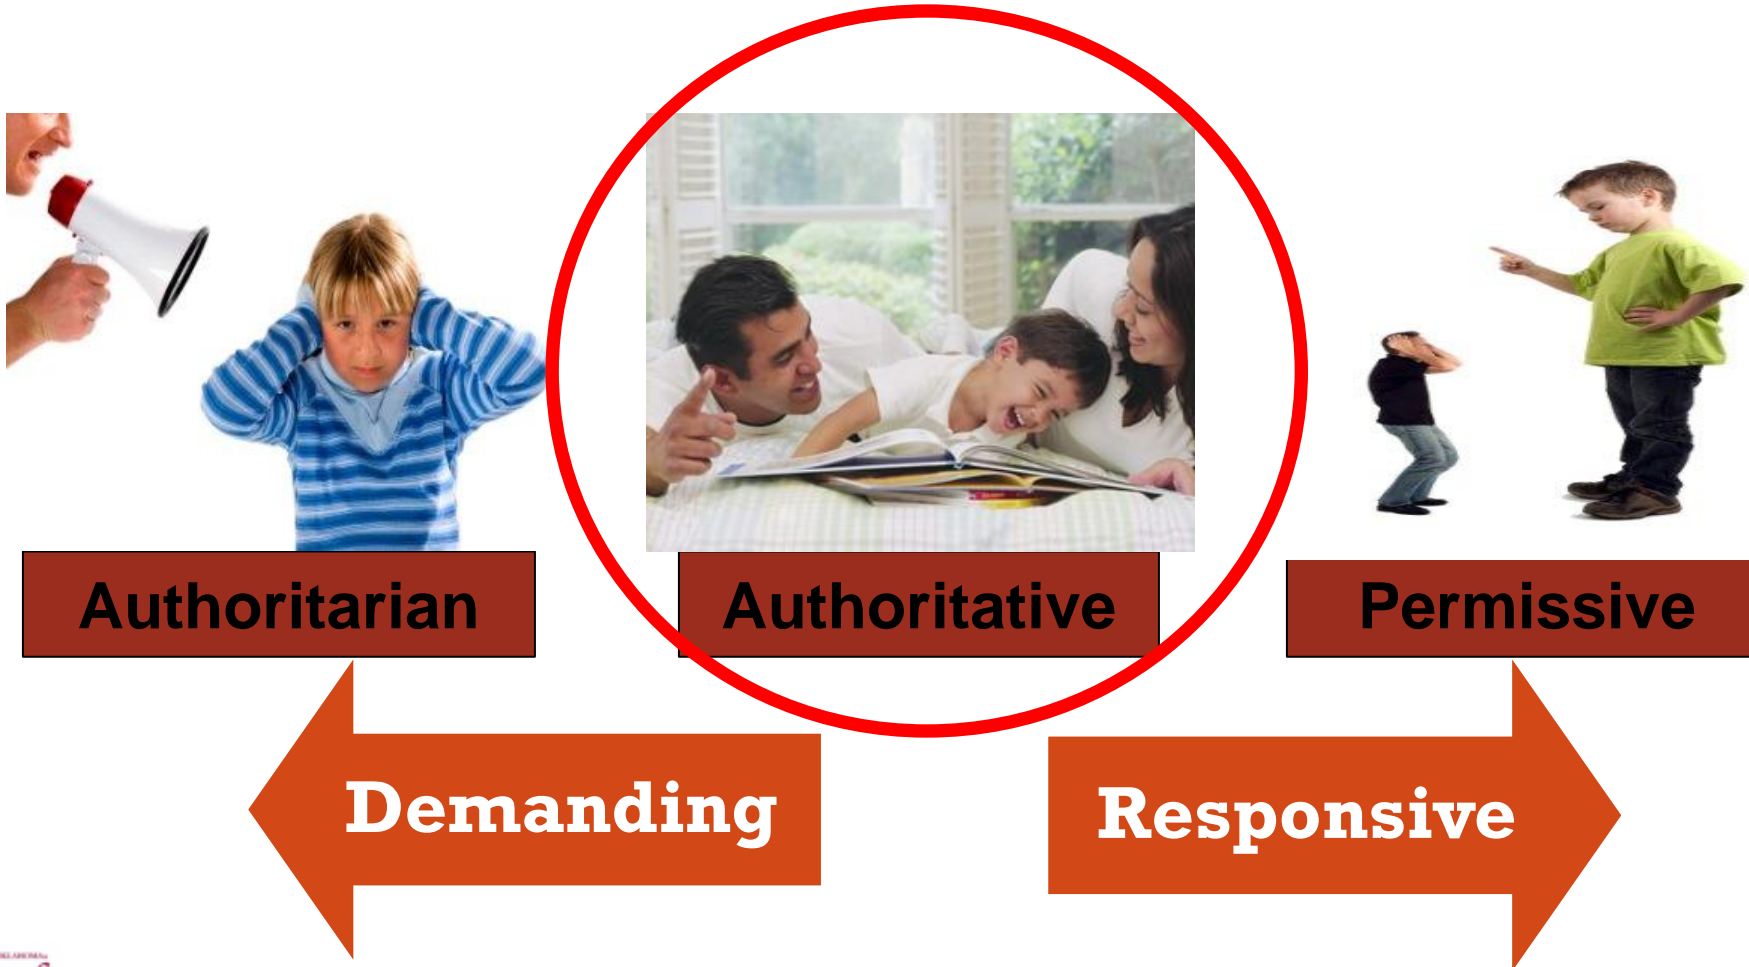 Authoritarian
Authoritative
Permissive
Demanding
Responsive